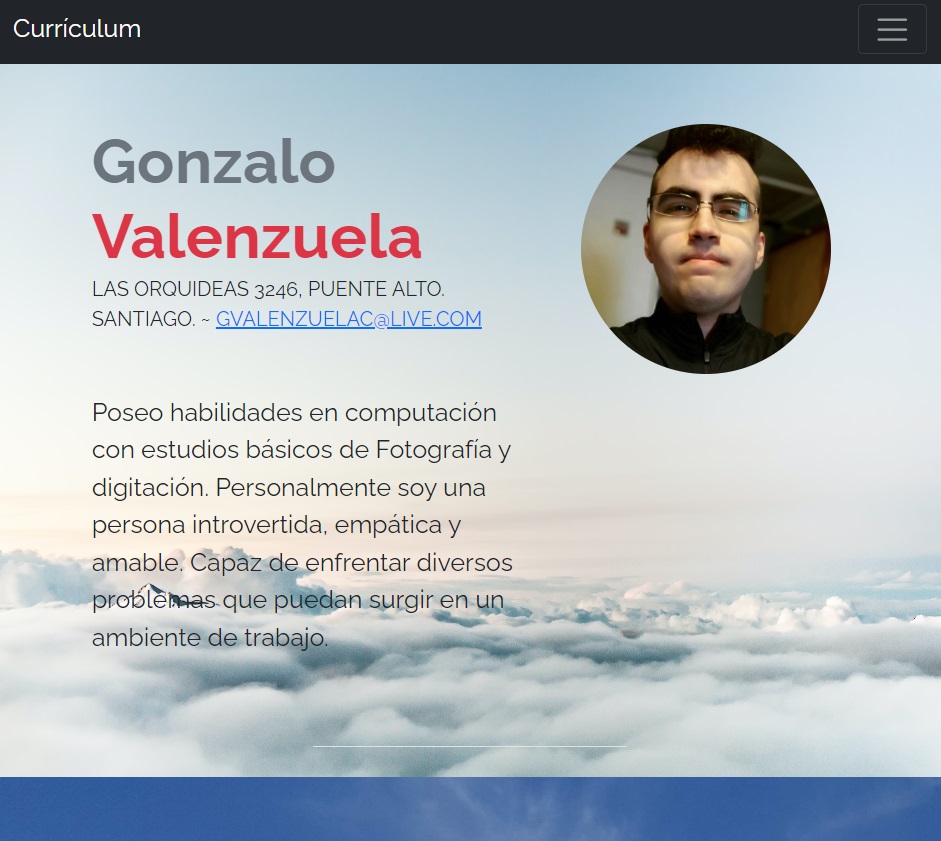 Currículum
Gonzalo
Valenzuela
LAS ORQUIDEAS 3246, PUENTE ALTO.
SANTIAGO. ~ GVALENZUELAC@LIVE.COM
Poseo habilidades en computación
con estudios básicos de Fotografía y
digitación. Personalmente soy una
persona introvertida, empática y
amable. Capaz de enfrentar diversos
problemas que puedan surgir en un
ambiente de trabajo.